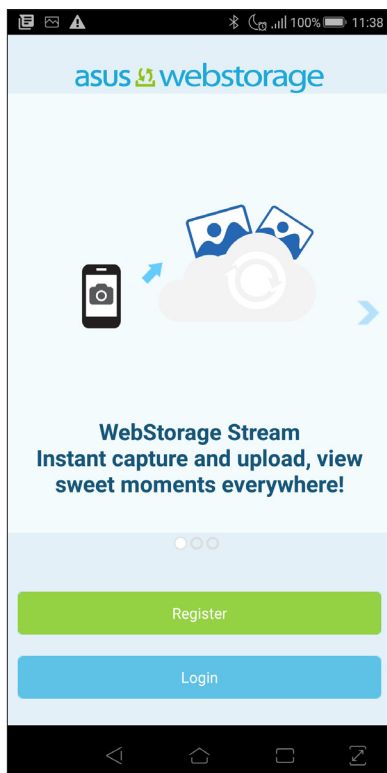 100% 11:38
asus webstorage
WebStorage Stream
Instant capture and upload, view
sweet moments everywhere!
Register
Login